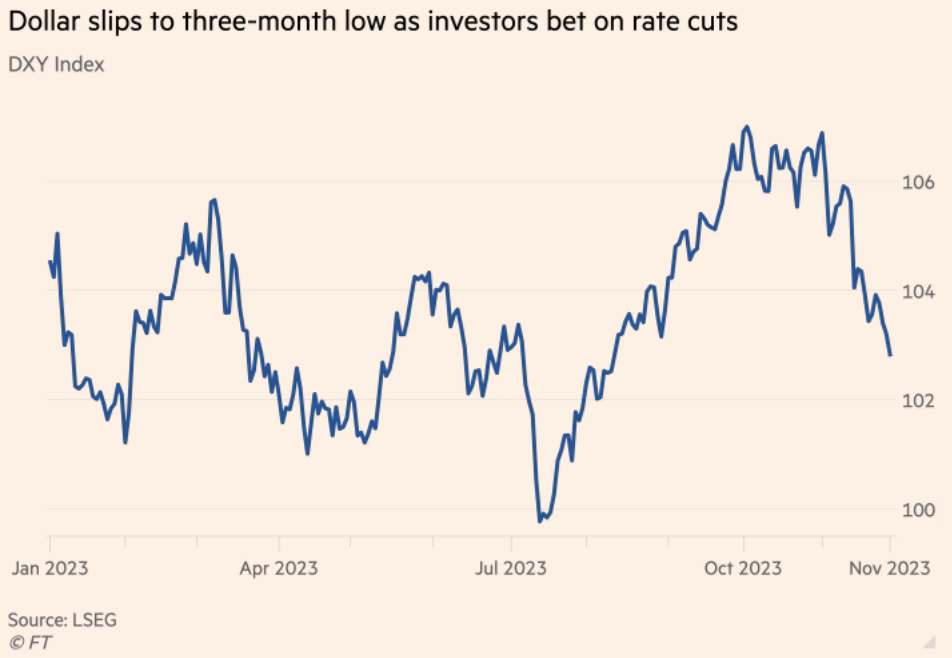 Dollar slips to three-month low as investors bet on rate cuts
DXY Index
106
104
102
100
Jan 2023 Apr 2023 Jul 2023 Oct 2023 Nov 2023
Source: LSEG
© FT